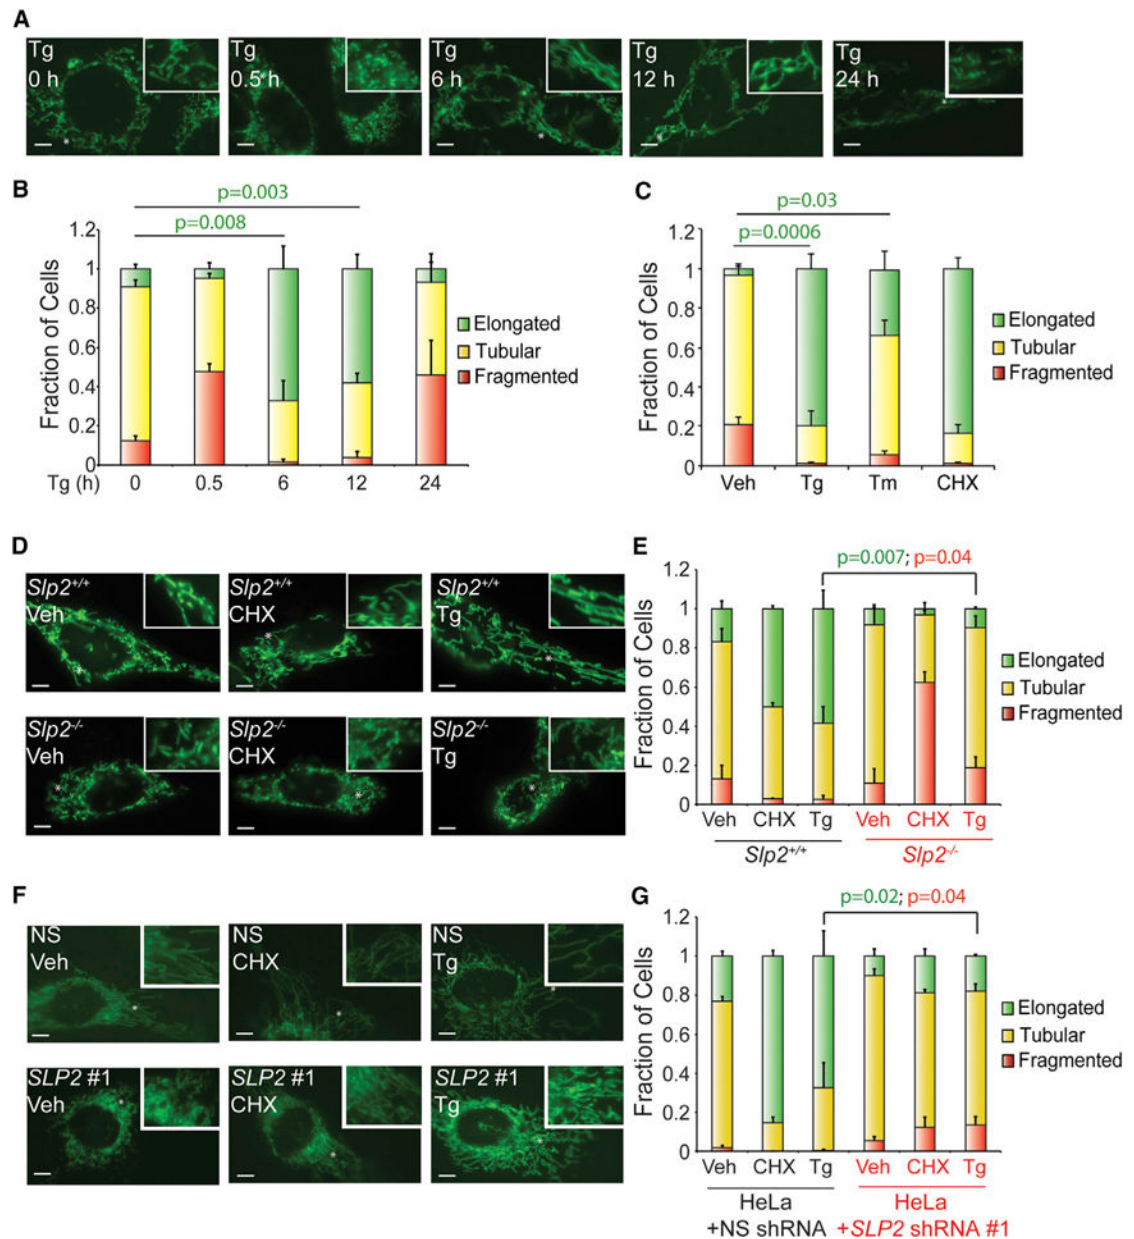 A
Tg
0 h
Tg
0.5 h
Tg
6 h
Tg
12 h
Tg
24 h
B
p=0.003
p=0.008
Fraction of Cells
1.2
1
0.8
0.6
0.4
0.2
0
Tg (h) 0 0.5 6 12 24
Elongated
Tubular
Fragmented
C
p=0.03
p=0.0006
Fraction of Cells
1.2
1
0.8
0.6
0.4
0.2
0
Veh Tg Tm CHX
Elongated
Tubular
Fragmented
D
Slp2+/+
Veh
Slp2+/+
CHX
Slp2+/+
Tg
Slp2-/-
Veh
Slp2-/-
CHX
Slp2-/-
Tg
E
p=0.007; p=0.04
Fraction of Cells
1.2
1
0.8
0.6
0.4
0.2
0
Veh CHX Tg Veh CHX Tg
Slp2+/+ Slp2-/-
Elongated
Tubular
Fragmented
F
NS
Veh
NS
CHX
NS
Tg
SLP2 #1
Veh
SLP2 #1
CHX
SLP2 #1
Tg
G
p=0.02; p=0.04
Fraction of Cells
1.2
1
0.8
0.6
0.4
0.2
0
Veh CHX Tg Veh CHX Tg
HeLa HeLa
+NS shRNA +SLP2 shRNA #1
Elongated
Tubular
Fragmented